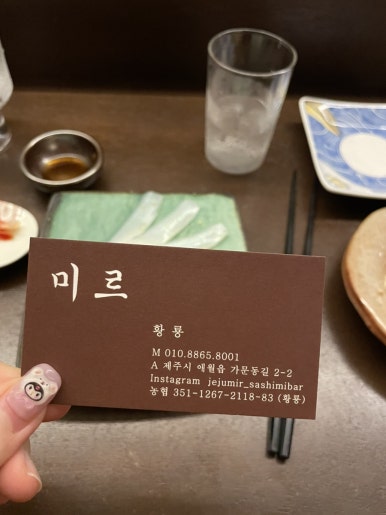 미르
황룡
M 010.8865.8001
A 제주시 애월읍 가문동길 2-2
Instagram jejumir_sashimibar
농협 351-1267-2118-83 (황룡)